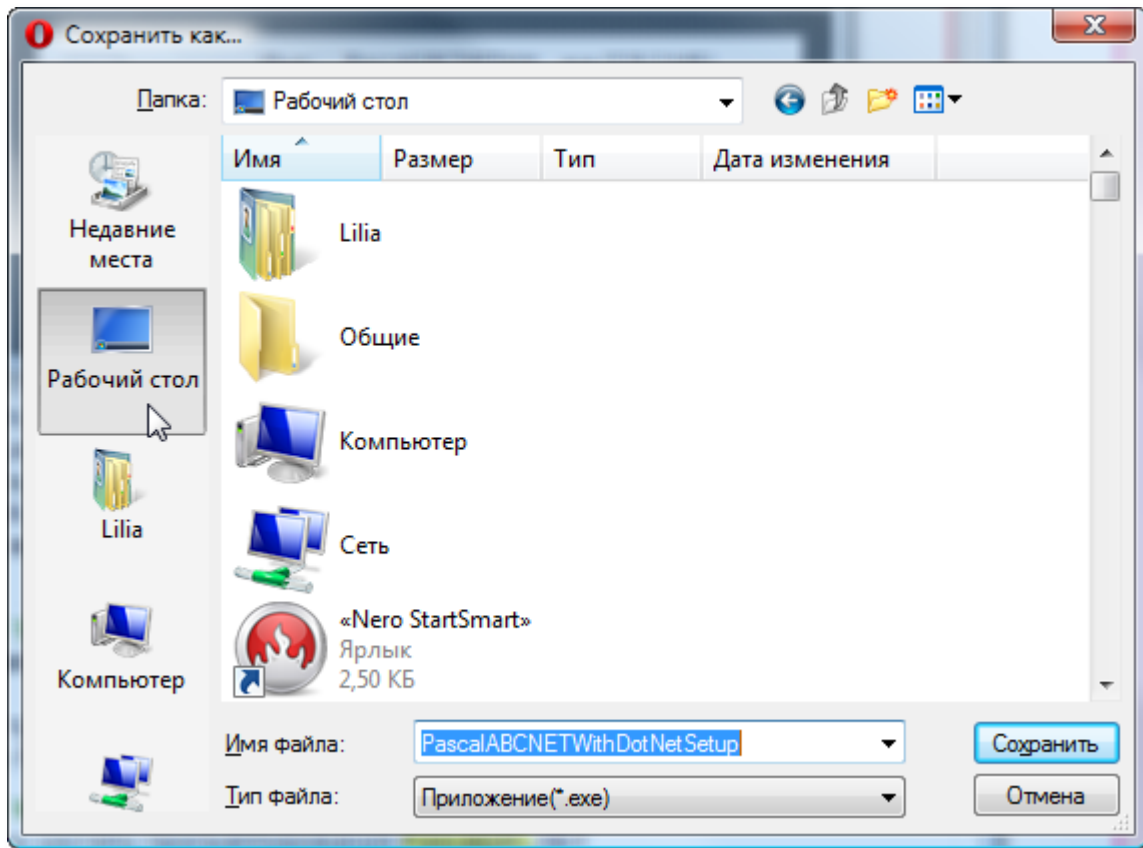 Сохранить как...
Папка:
Рабочий стол
Имя
Размер
Тип
Дата изменения
Недавние
места
Рабочий стол
Lilia
Компьютер
Lilia
Общие
Компьютер
Сеть
«Nero StartSmart»
Ярлык
2,50 КБ
Имя файла:
PascalABCNETWithDotNetSetup
Сохранить
Тип файла:
Приложение(*.exe)
Отмена